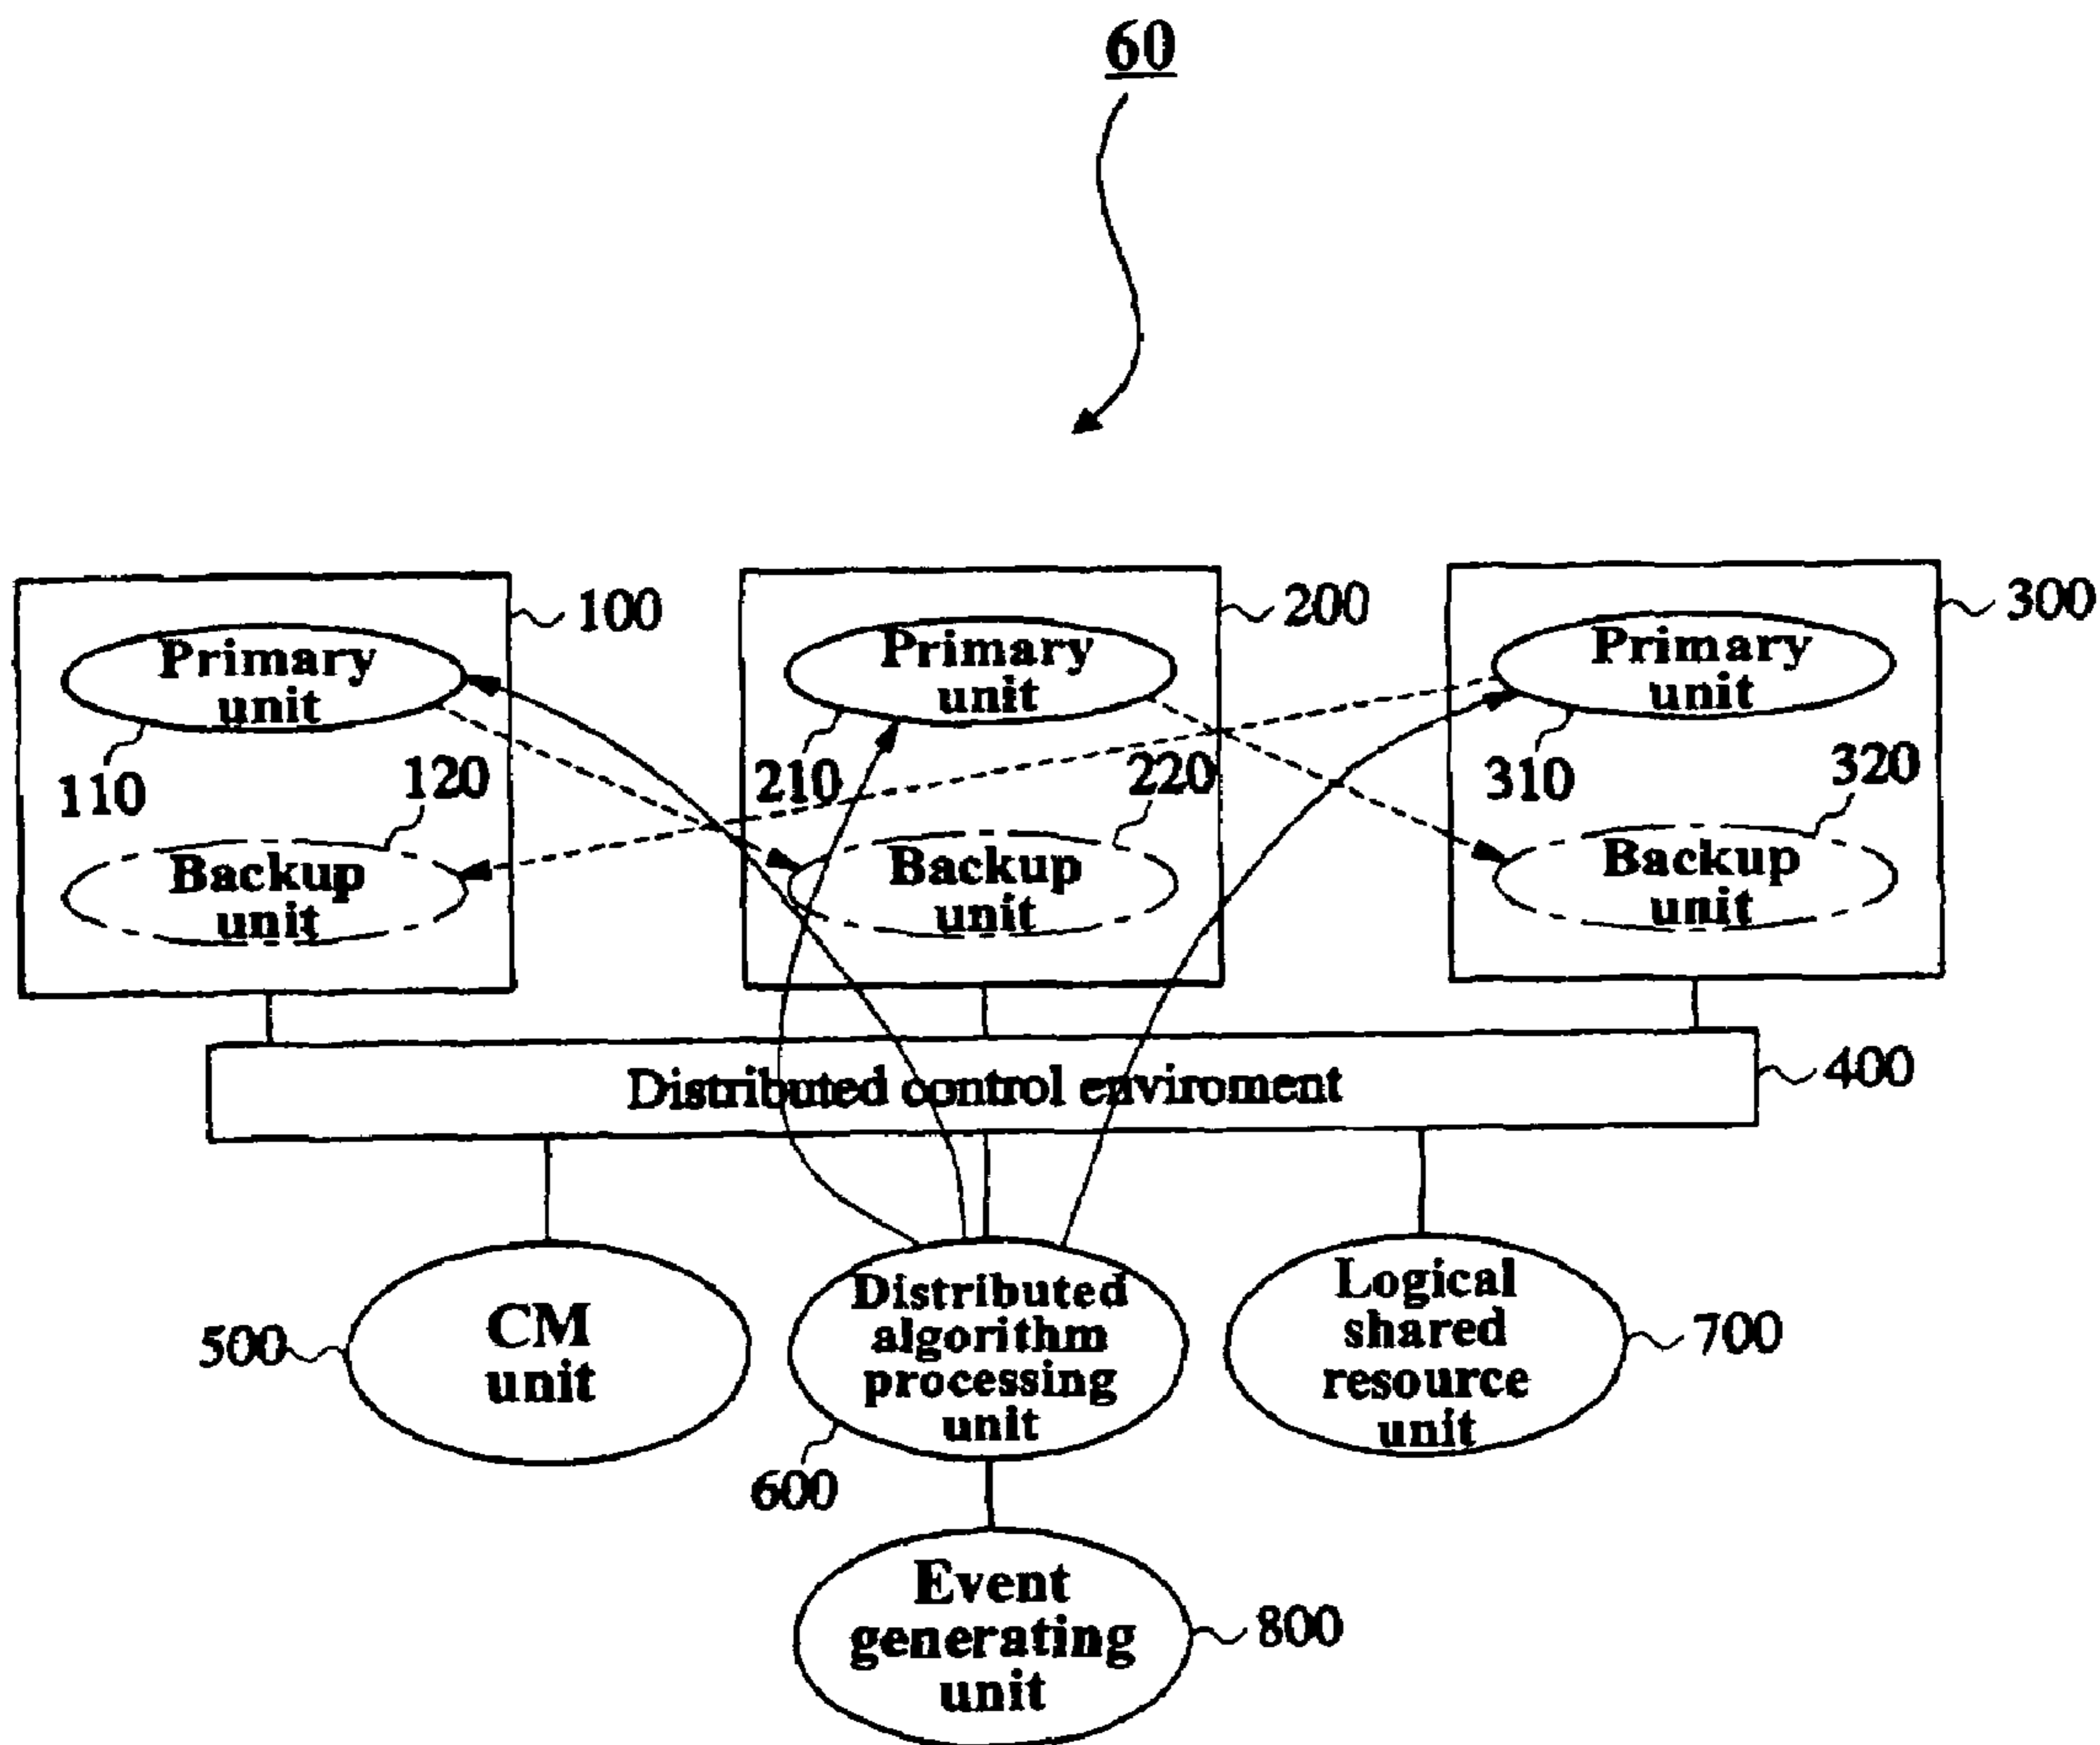 60
100
200
300
Primary
unit
Primary
unit
Primary
unit
110
120
210
220
310
320
Backup
unit
Backup
unit
Backup
unit
Distributed control enviroment
400
CM
unit
500
Distributed
algorithm
processing
unit
600
Logical
shared
resource
unit
700
Event
generating
unit
800